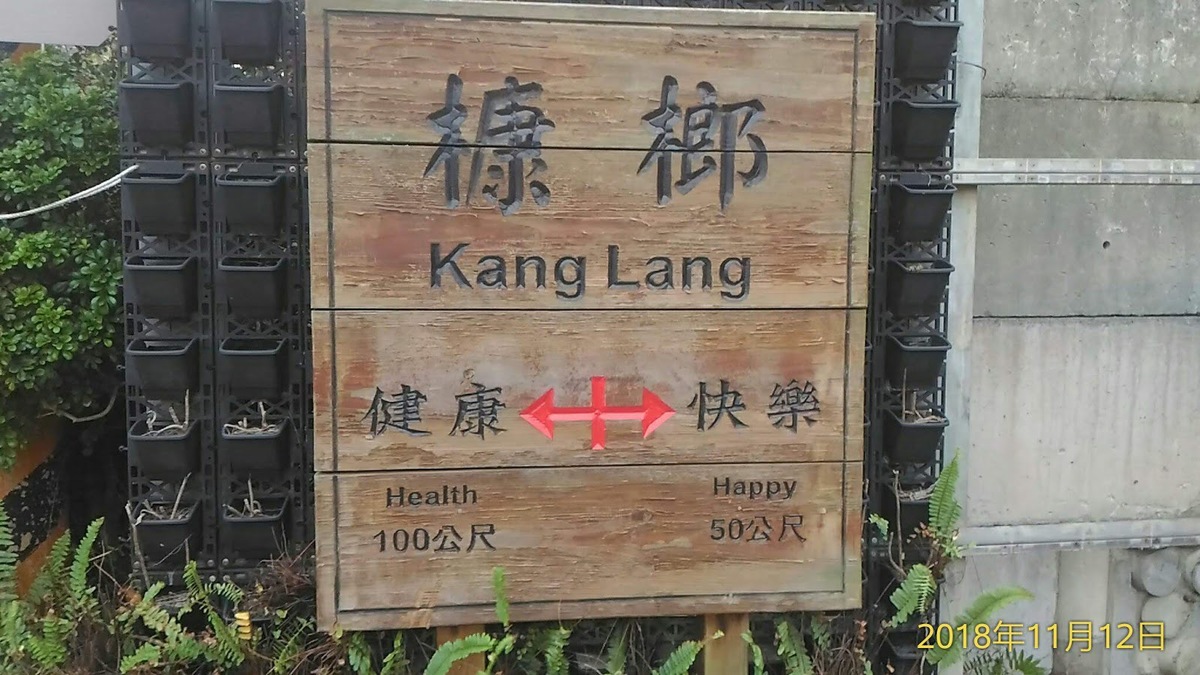 槺 榔
Kang Lang
健康 快樂
Health Happy
100公尺 50公尺
2018年11月12日